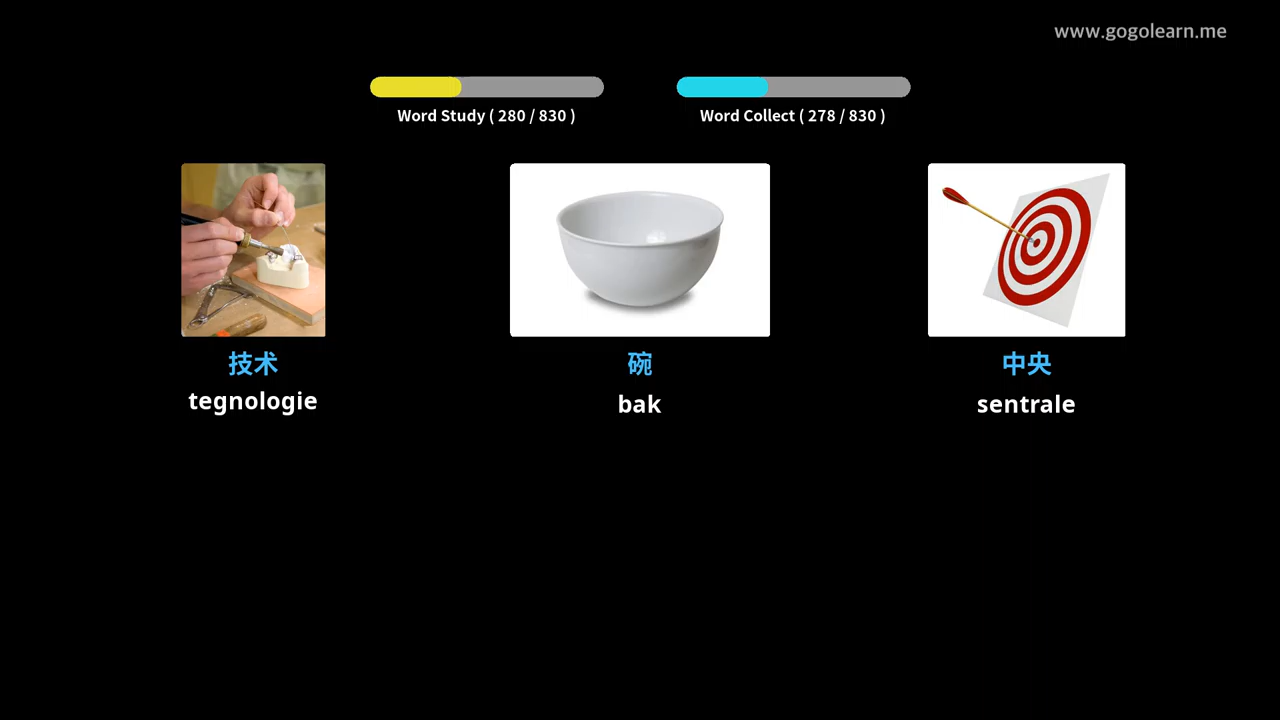 www.gogolearn.me
Word Study ( 280 / 830 )
Word Collect ( 278 / 830 )
技术
碗
中央
tegnologie
bak
sentrale